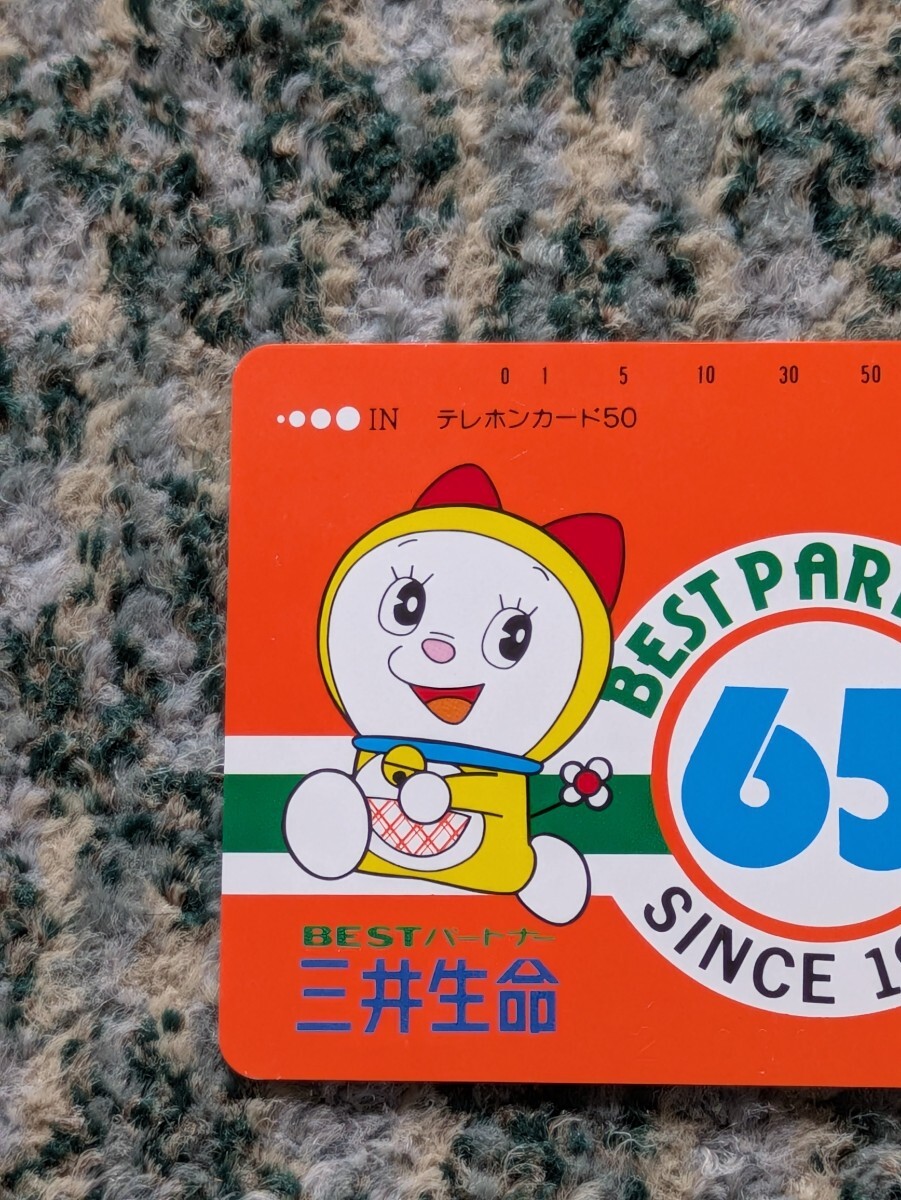 0 1 5 10 30 50
IN テレホンカード50
BEST PAR
65
SINCE 19
BESTパートナー
三井生命